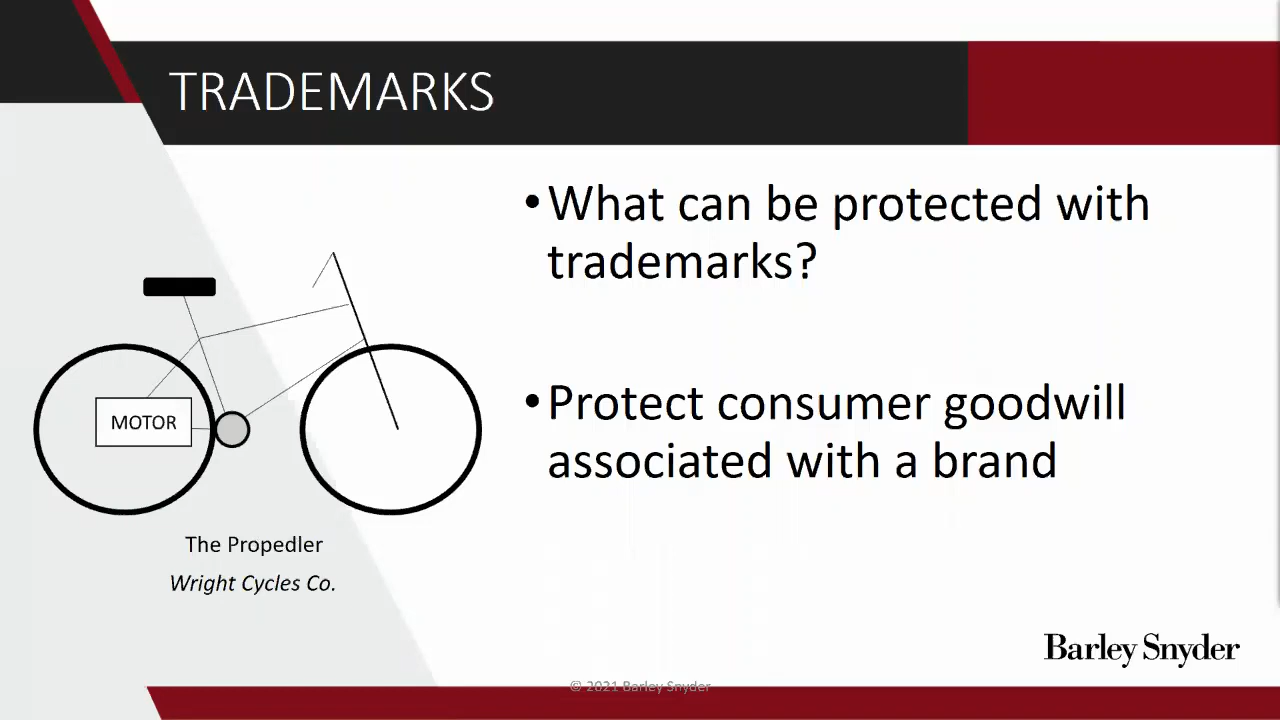 TRADEMARKS
•What can be protected with
trademarks?
•Protect consumer goodwill
associated with a brand
MOTOR
The Propedler
Wright Cycles Co.
Barley Snyder
© 2021 Barley Snyder